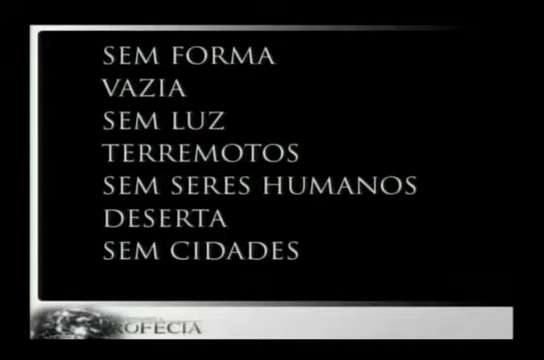 SEM FORMA
VAZIA
SEM LUZ
TERREMOTOS
SEM SERES HUMANOS
DESERTA
SEM CIDADES